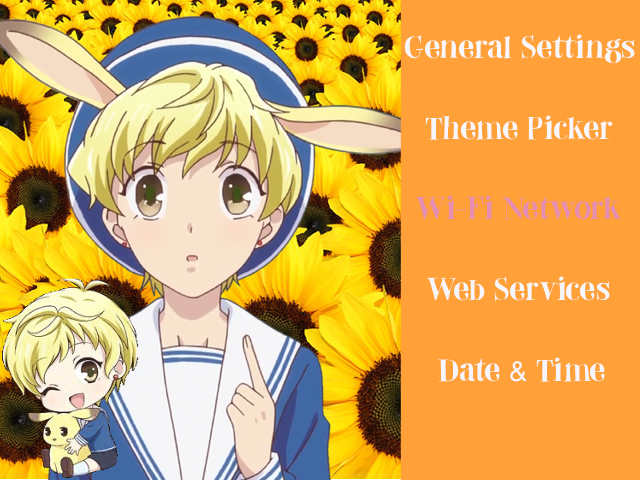 General Settings
Theme Picker
Wi-Fi Network
Web Services
Date & Time